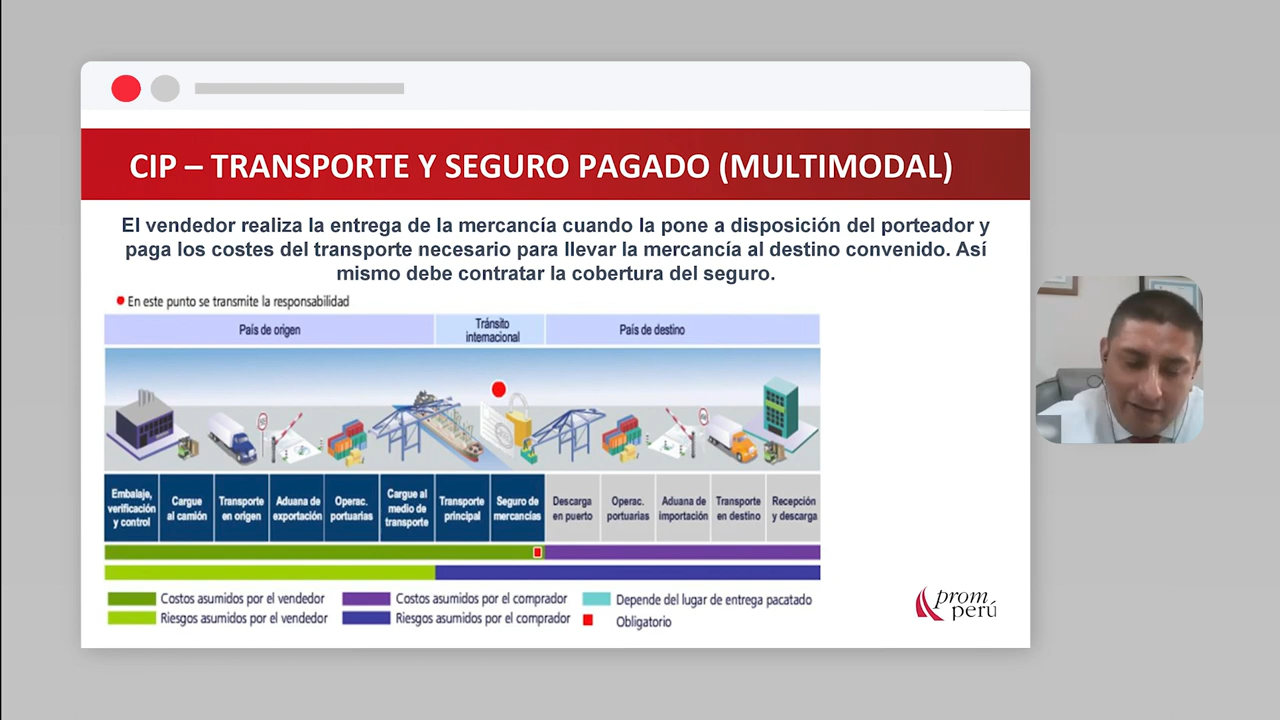 CIP – TRANSPORTE Y SEGURO PAGADO (MULTIMODAL)
El vendedor realiza la entrega de la mercancía cuando la pone a disposición del porteador y
paga los costes del transporte necesario para llevar la mercancía al destino convenido. Así
mismo debe contratar la cobertura del seguro.
En este punto se transmite la responsabilidad
País de origen
Tránsito
internacional
País de destino
Embalaje,
verificación
y control
Cargue
al camión
Transporte
en origen
Aduana de
exportación
Operac.
portuarias
Cargue al
medio de
transporte
Transporte
principal
Seguro de
mercancías
Descarga
en puerto
Operac.
portuarias
Aduana de
importación
Transporte
en destino
Recepción
y descarga
Costos asumidos por el vendedor
Costos asumidos por el comprador
Depende del lugar de entrega pacatado
Riesgos asumidos por el vendedor
Riesgos asumidos por el comprador
Obligatorio
prom
perú